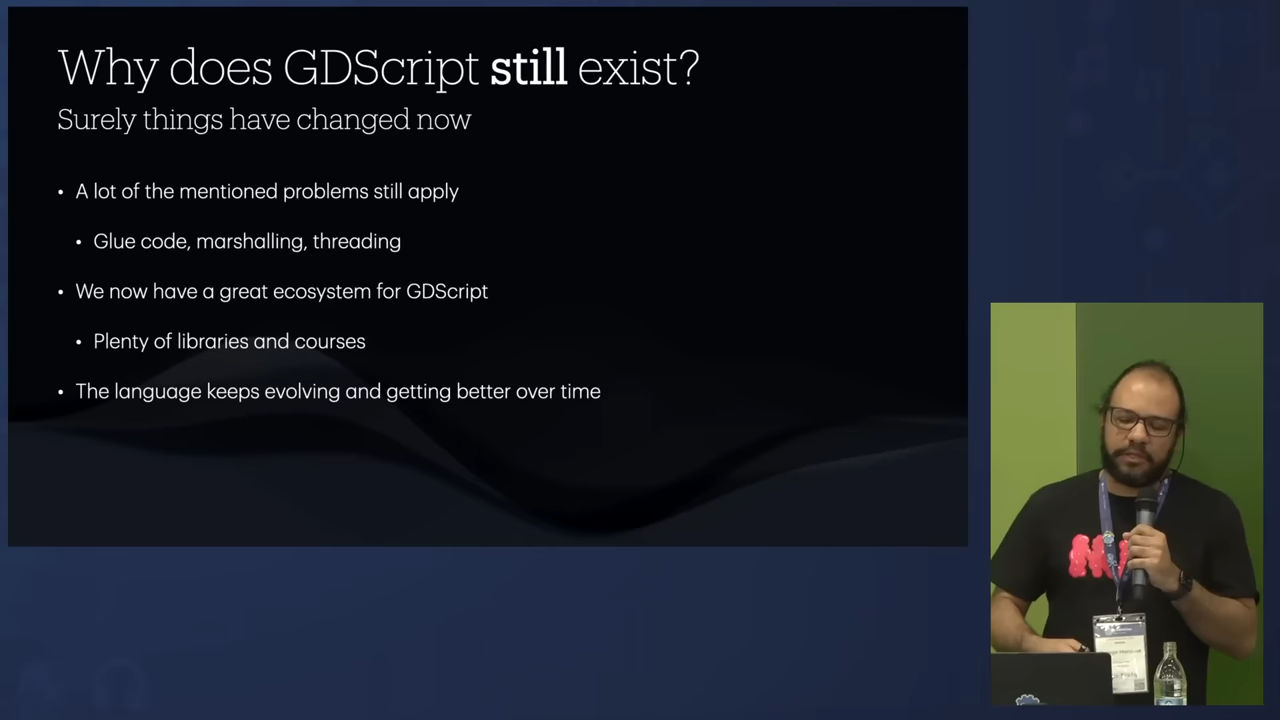 Why does GDScript still exist?
Surely things have changed now
• A lot of the mentioned problems still apply
• Glue code, marshalling, threading
• We now have a great ecosystem for GDScript
• Plenty of libraries and courses
• The language keeps evolving and getting better over time